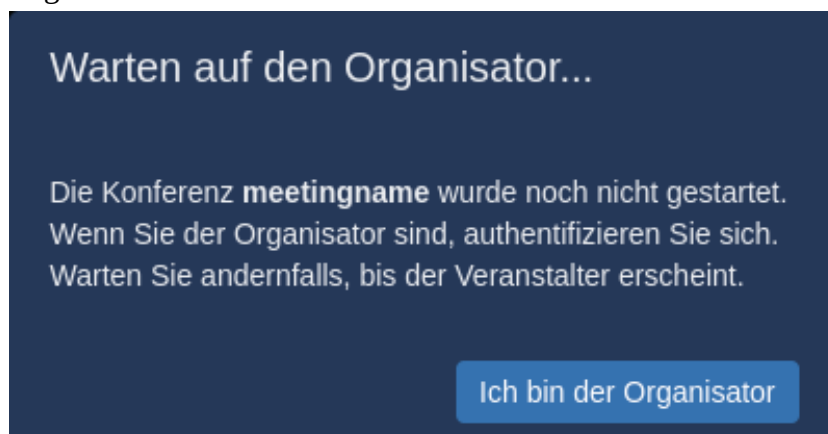 Warten auf den Organisator...
Die Konferenz meetingname wurde noch nicht gestartet.
Wenn Sie der Organisator sind, authentifizieren Sie sich.
Warten Sie andernfalls, bis der Veranstalter erscheint.
Ich bin der Organisator